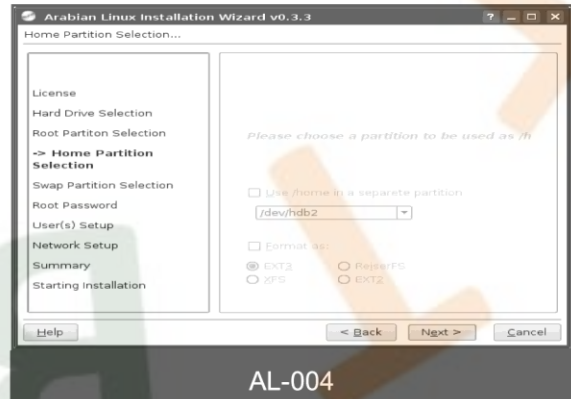 Arabian Linux Installation Wizard v0.3.3
Home Partition Selection...
License
Hard Drive Selection
Root Partiton Selection
-> Home Partition
Selection
Swap Partition Selection
Root Password
User(s) Setup
Network Setup
Summary
Starting Installation
Please choose a partition to be used as /h
Use /home in a separete partition
/dev/hdb2
Format as:
EXT3
ReiserFS
XFS
EXT2
Help
< Back
Next >
Cancel
AL-004